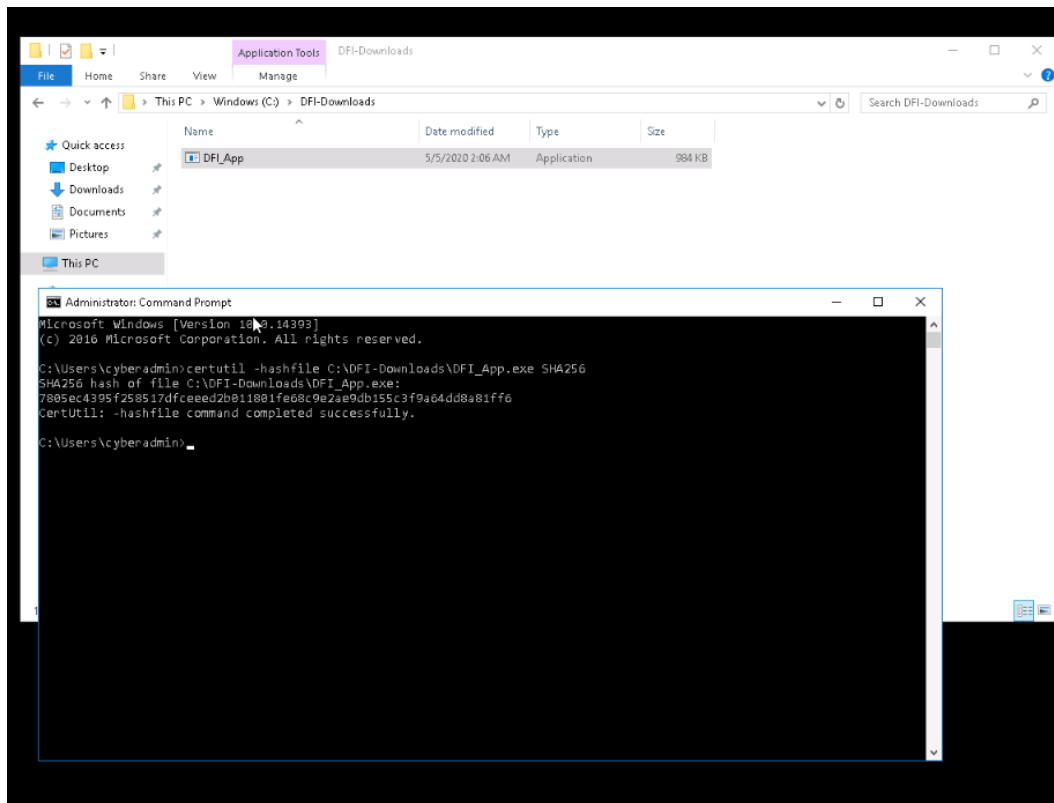 Application Tools DFI-Downloads
File Home Share View Manage
This PC > Windows (C:) > DFI-Downloads
Search DFI-Downloads
Name Date modified Type Size
Quick access
DFI_App 5/5/2020 2:06 AM Application 984 KB
Desktop
Downloads
Documents
Pictures
This PC
Administrator: Command Prompt
Microsoft Windows [Version 10.0.14393]
(c) 2016 Microsoft Corporation. All rights reserved.
C:\Users\cyberadmin>certutil -hashfile C:\DFI-Downloads\DFI_App.exe SHA256
SHA256 hash of file C:\DFI-Downloads\DFI_App.exe:
7805ec4395f258517dfceeed2b011801fe68c9e2ae9db155c3f9a64dd8a81ff6
CertUtil: -hashfile command completed successfully.
C:\Users\cyberadmin>
1